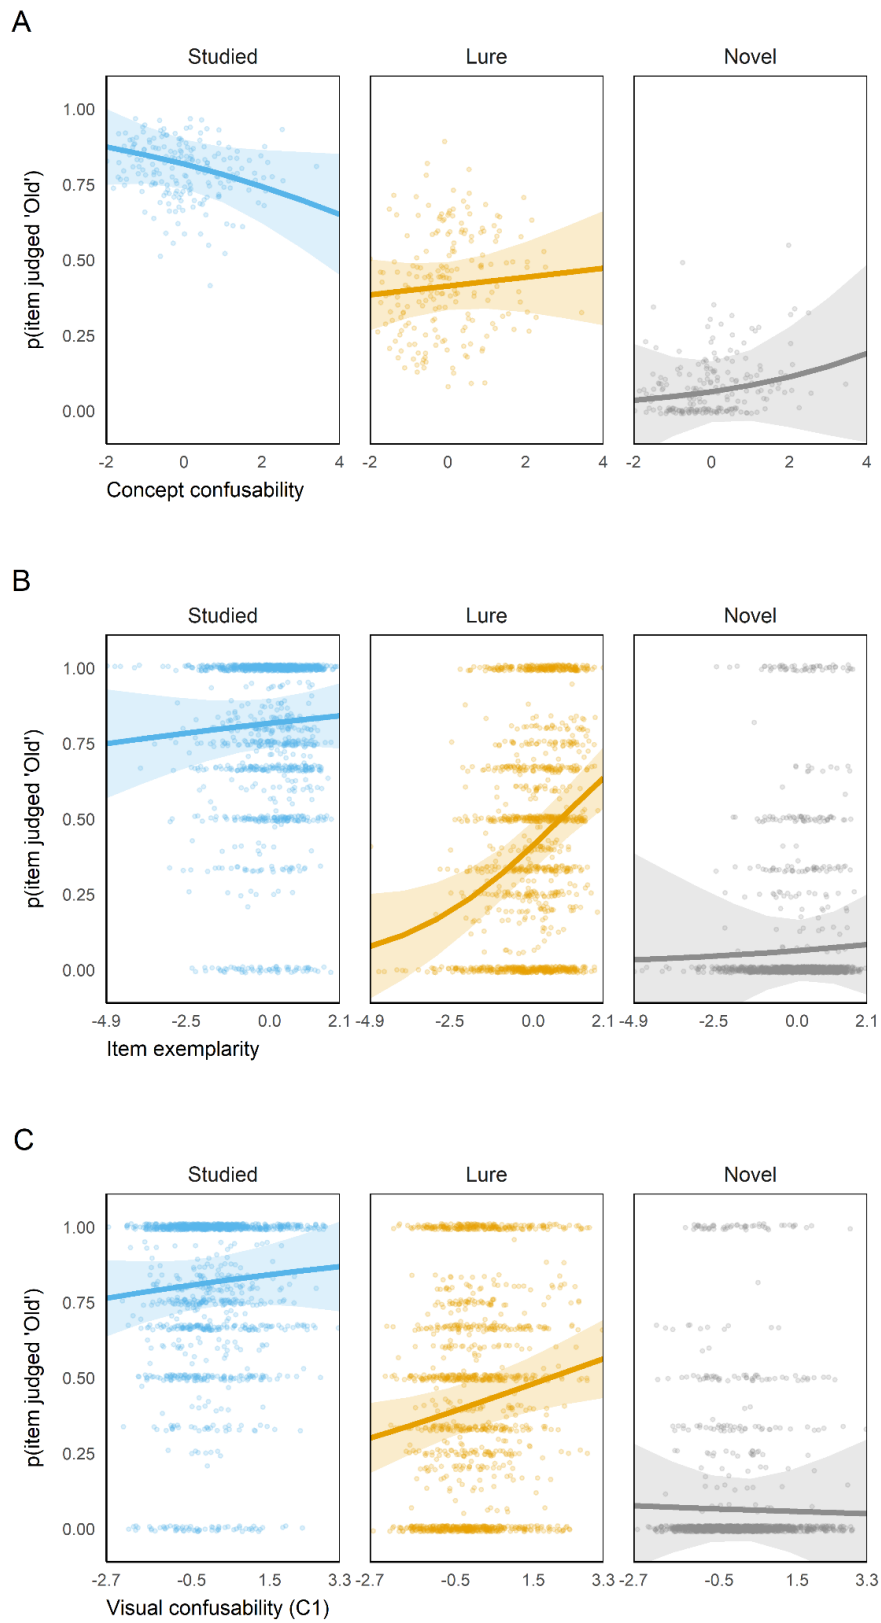 A
Studied Lure Novel
p(item judged 'Old')
1.00
0.75
0.50
0.25
0.00
-2 0 2 4 -2 0 2 4 -2 0 2 4
Concept confusability
B
Studied Lure Novel
p(item judged 'Old')
1.00
0.75
0.50
0.25
0.00
-4.9 -2.5 0.0 2.1 -4.9 -2.5 0.0 2.1 -4.9 -2.5 0.0 2.1
Item exemplarity
C
Studied Lure Novel
p(item judged 'Old')
1.00
0.75
0.50
0.25
0.00
-2.7 -0.5 1.5 3.3 -2.7 -0.5 1.5 3.3 -2.7 -0.5 1.5 3.3
Visual confusability (C1)